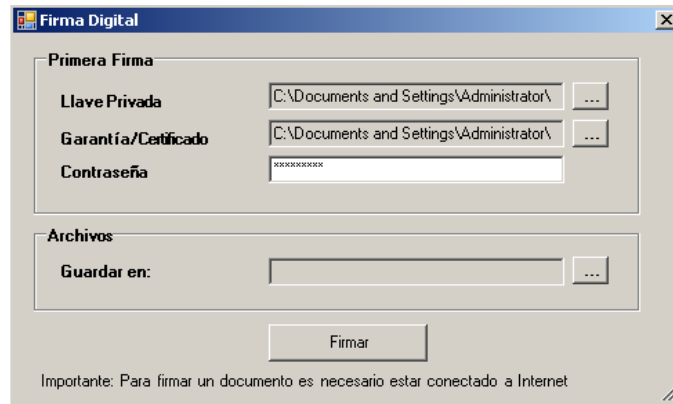 Firma Digital
Primera Firma
Llave Privada
C:\Documents and Settings\Administrator\
...
Garantía/Certificado
C:\Documents and Settings\Administrator\
...
Contraseña
*********
Archivos
Guardar en:
...
Firmar
Importante: Para firmar un documento es necesario estar conectado a Internet